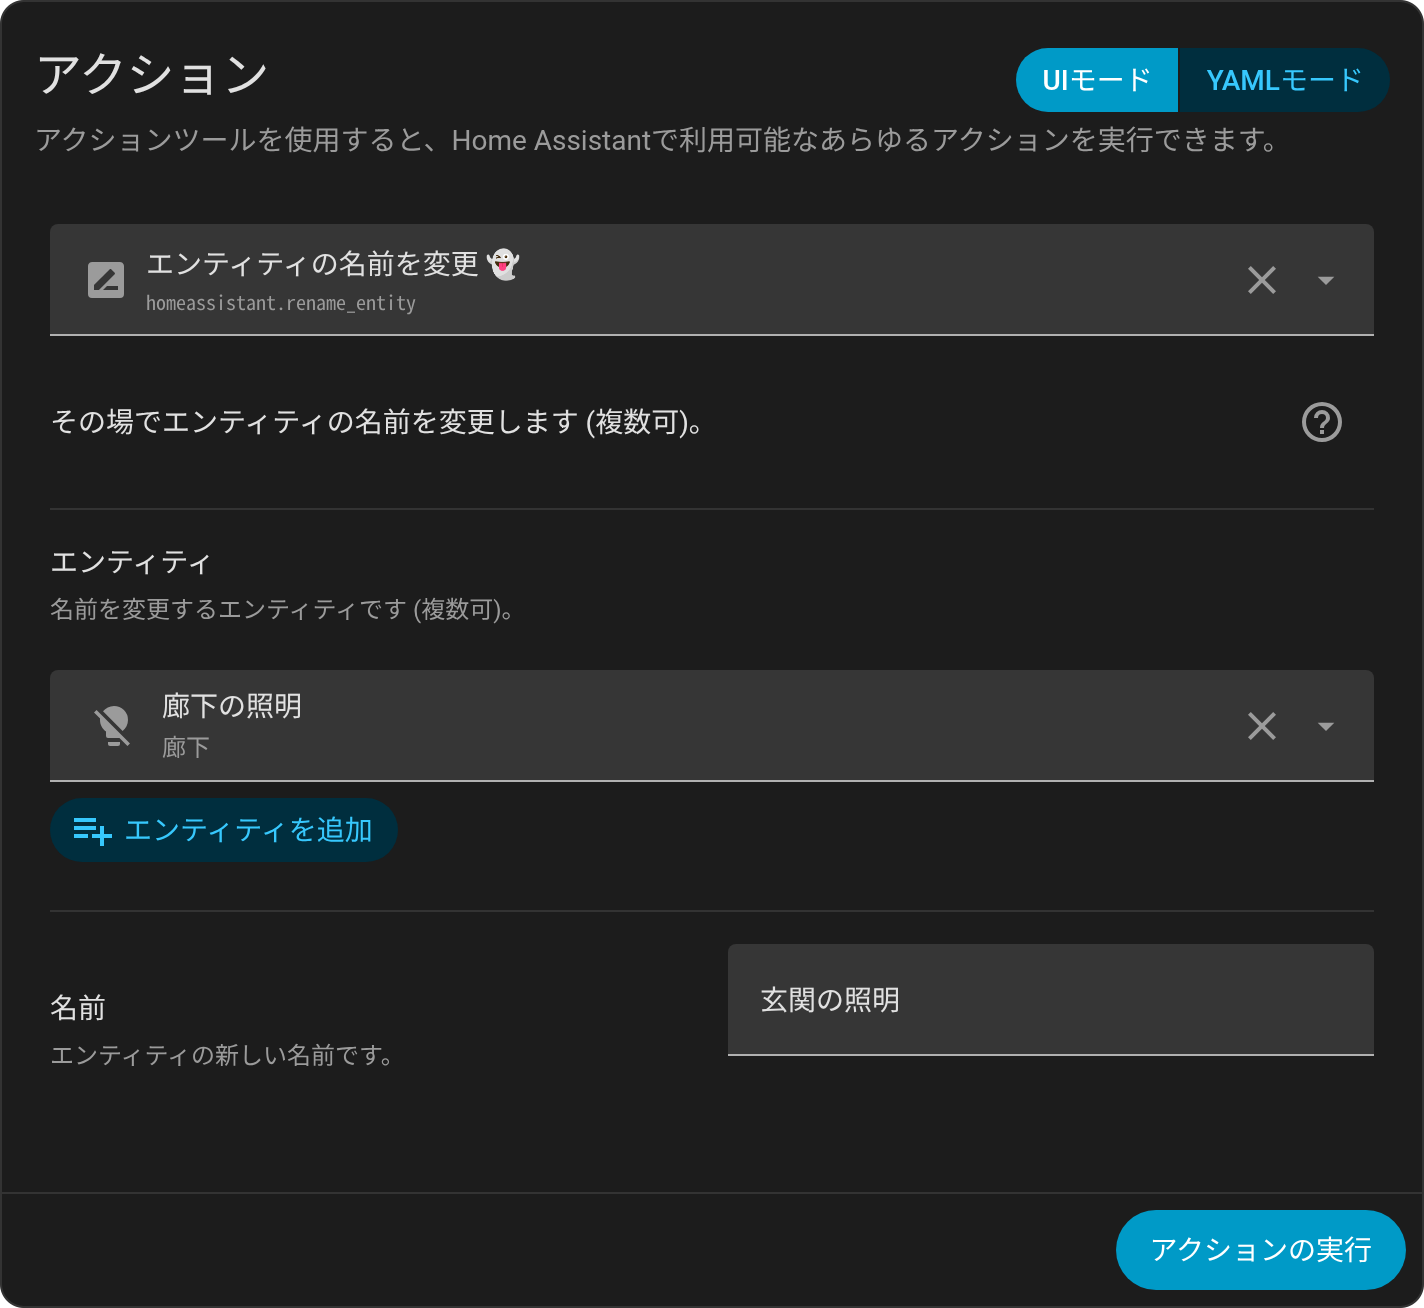 アクション
UIモード
YAMLモード
アクションツールを使用すると、Home Assistantで利用可能なあらゆるアクションを実行できます。
エンティティの名前を変更 👻
homeassistant.rename_entity
その場でエンティティの名前を変更します (複数可)。
エンティティ
名前を変更するエンティティです (複数可)。
廊下の照明
廊下
エンティティを追加
名前
エンティティの新しい名前です。
玄関の照明
アクションの実行